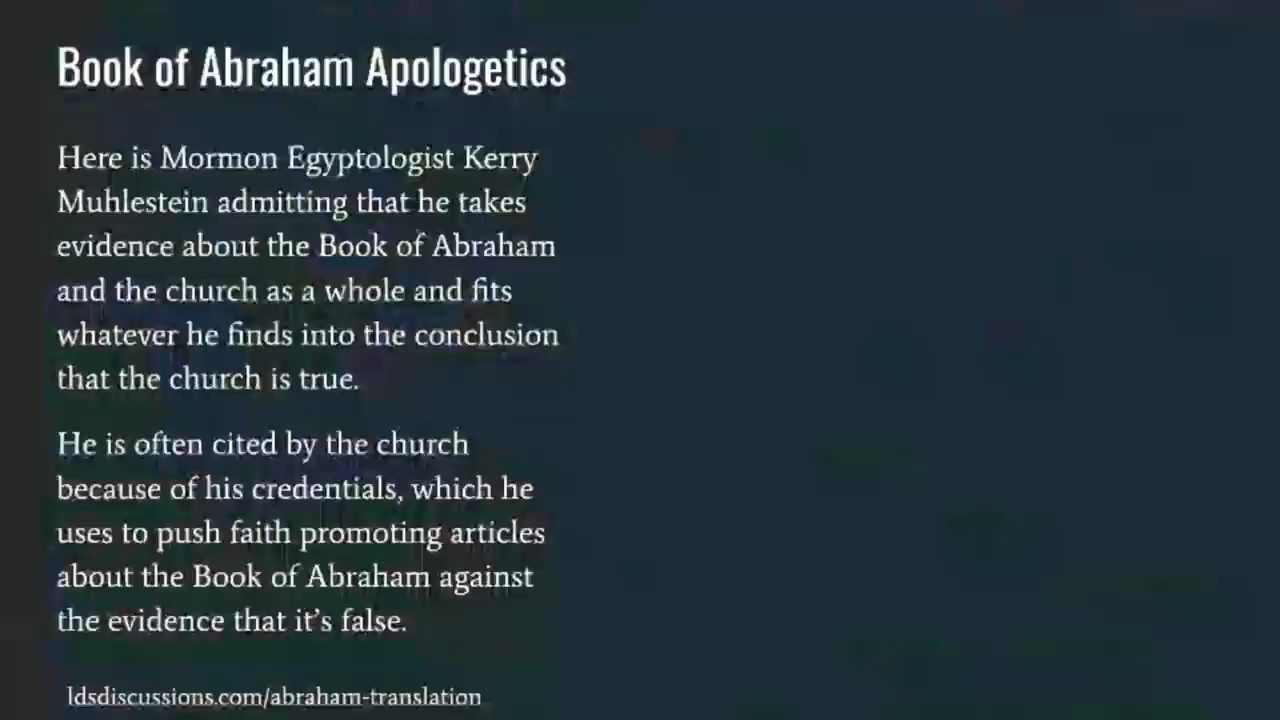 Book of Abraham Apologetics
Here is Mormon Egyptologist Kerry
Muhlestein admitting that he takes
evidence about the Book of Abraham
and the church as a whole and fits
whatever he finds into the conclusion
that the church is true.
He is often cited by the church
because of his credentials, which he
uses to push faith promoting articles
about the Book of Abraham against
the evidence that it’s false.
ldsdiscussions.com/abraham-translation